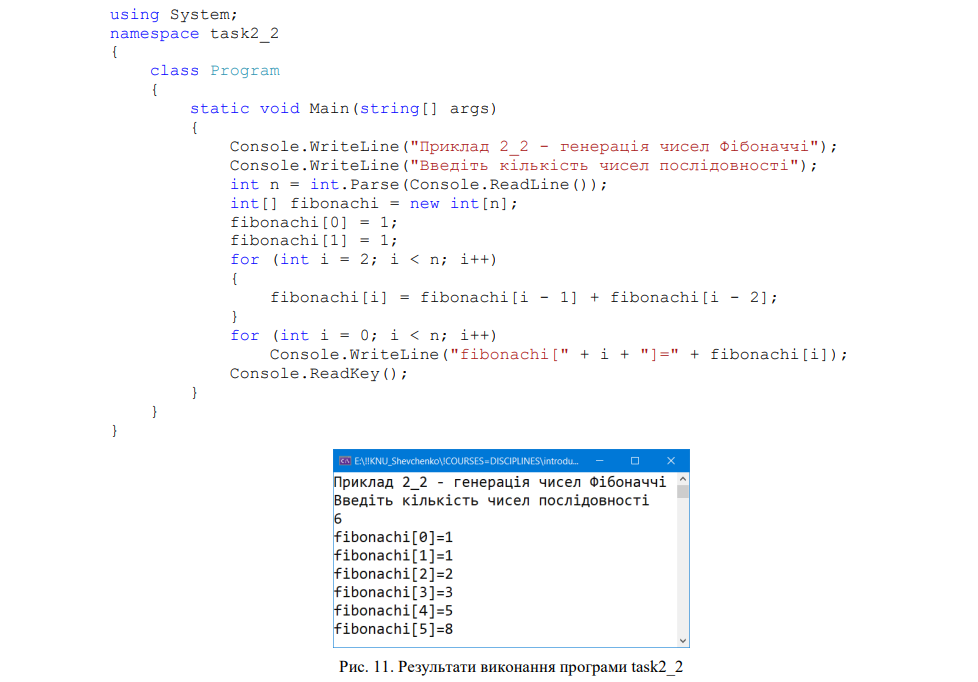 using System;
namespace task2_2
{
class Program
{
static void Main(string[] args)
{
Console.WriteLine("Приклад 2_2 - генерація чисел Фібоначчі");
Console.WriteLine("Введіть кількість чисел послідовності");
int n = int.Parse(Console.ReadLine());
int[] fibonachi = new int[n];
fibonachi[0] = 1;
fibonachi[1] = 1;
for (int i = 2; i < n; i++)
{
fibonachi[i] = fibonachi[i - 1] + fibonachi[i - 2];
}
for (int i = 0; i < n; i++)
Console.WriteLine("fibonachi[" + i + "]=" + fibonachi[i]);
Console.ReadKey();
}
}
}
E:\!!KNU_Shevchenko\!COURSES=DISCIPLINES\introdu...
Приклад 2_2 - генерація чисел Фібоначчі
Введіть кількість чисел послідовності
6
fibonachi[0]=1
fibonachi[1]=1
fibonachi[2]=2
fibonachi[3]=3
fibonachi[4]=5
fibonachi[5]=8
Рис. 11. Результати виконання програми task2_2